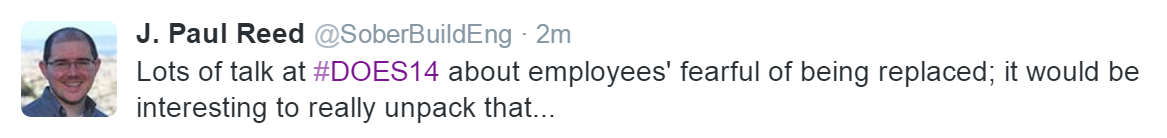 J. Paul Reed @SoberBuildEng · 2m
Lots of talk at #DOES14 about employees' fearful of being replaced; it would be
interesting to really unpack that...